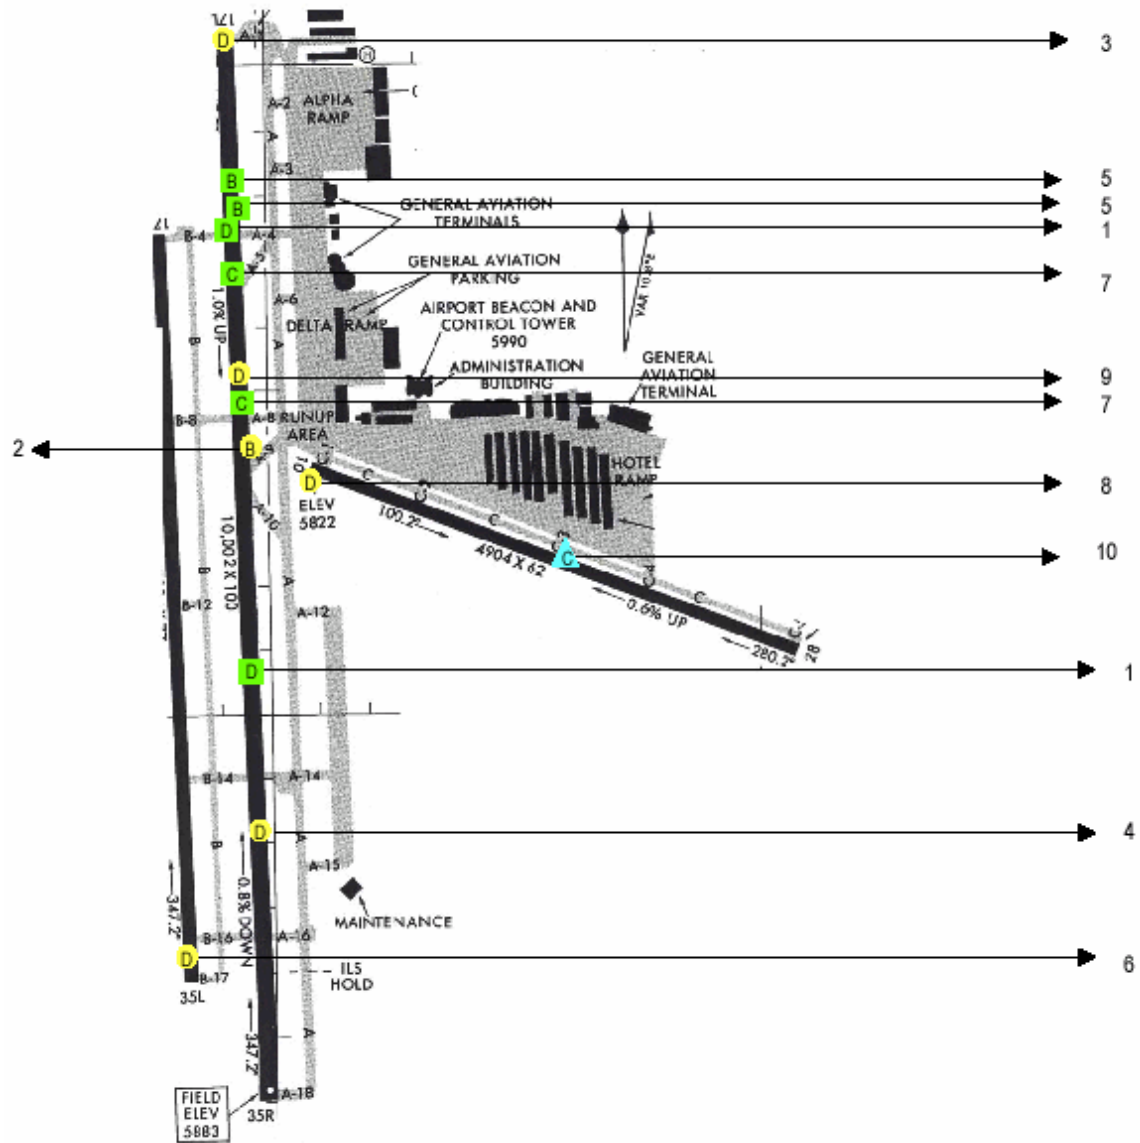 17L
D
3
A-2
ALPHA
RAMP
A
A-3
B
5
B
5
GENERAL AVIATION
TERMINALS
D
1
17
B-4
A-4
A-5
C
7
GENERAL AVIATION
PARKING
A-6
AIRPORT BEACON AND
CONTROL TOWER
5990
DELTA RAMP
1.0% UP
B
A
ADMINISTRATION
BUILDING
GENERAL
AVIATION
TERMINAL
D
9
C
7
B-8
A-8
RUNUP
AREA
2
B
10
HOTEL
RAMP
C
D
8
ELEV
5822
A-10
100.2°
C
10,002 X 100
4904 X 62
C
10
A
B-12
A-12
0.6% UP
C
280.2°
28
D
1
B-14
A-14
D
4
B
A
A-15
0.8% DOWN
347.2°
MAINTENANCE
B-16
A-16
D
6
B-17
ILS
HOLD
35L
A
347.2°
A-18
FIELD
ELEV
5883
35R